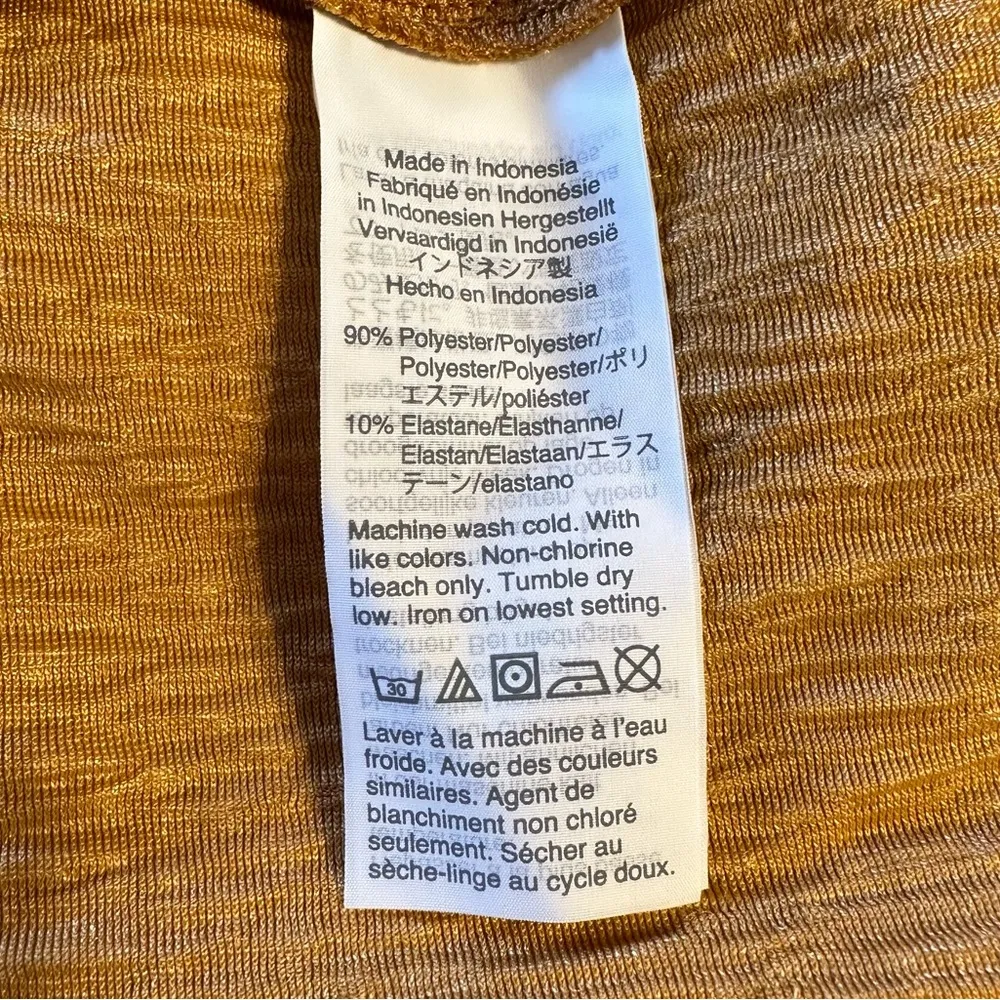 Made in Indonesia
Fabriqué en Indonésie
in Indonesien Hergestellt
Vervaardigd in Indonesië
インドネシア製
Hecho en Indonesia
90% Polyester/Polyester/
Polyester/Polyester/ポリ
エステル/poliéster
10% Elastane/Élasthanne/
Elastan/Elastaan/エラス
テーン/elastano
Machine wash cold. With
like colors. Non-chlorine
bleach only. Tumble dry
low. Iron on lowest setting.
30
Laver à la machine à l'eau
froide. Avec des couleurs
similaires. Agent de
blanchiment non chloré
seulement. Sécher au
sèche-linge au cycle doux.